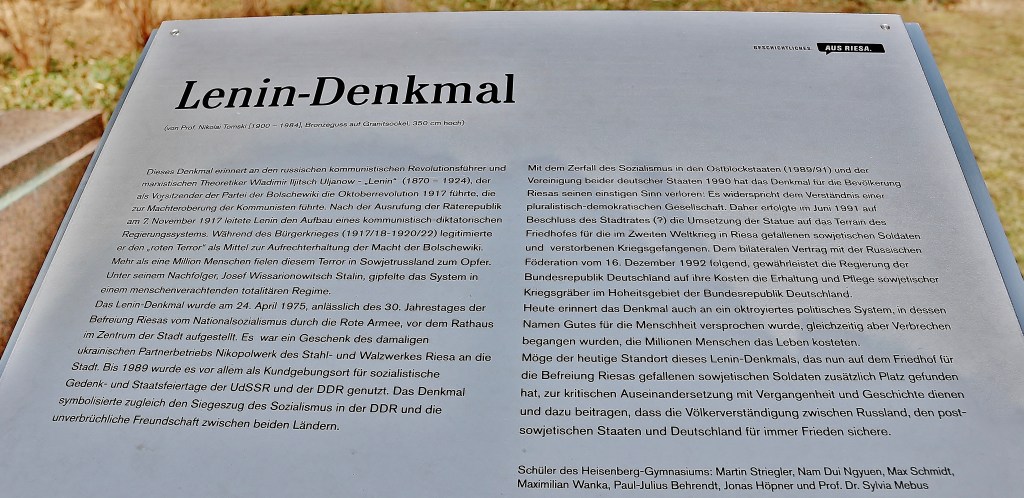 GESCHICHTLICHES. AUS RIESA.
Lenin-Denkmal
(von Prof. Nikolai Tomski [1900 – 1984], Bronzeguss auf Granitsockel, 350 cm hoch)
Dieses Denkmal erinnert an den russischen kommunistischen Revolutionsführer und
marxistischen Theoretiker Wladimir Iljitsch Uljanow - „Lenin“ (1870 – 1924), der
als Vorsitzender der Partei der Bolschewiki die Oktoberrevolution 1917 führte, die
zur Machteroberung der Kommunisten führte. Nach der Ausrufung der Räterepublik
am 7. November 1917 leitete Lenin den Aufbau eines kommunistisch-diktatorischen
Regierungssystems. Während des Bürgerkrieges (1917/18-1920/22) legitimierte
er den „roten Terror“ als Mittel zur Aufrechterhaltung der Macht der Bolschewiki.
Mehr als eine Million Menschen fielen diesem Terror in Sowjetrussland zum Opfer.
Unter seinem Nachfolger, Josef Wissarionowitsch Stalin, gipfelte das System in
einem menschenverachtenden totalitären Regime.
Das Lenin-Denkmal wurde am 24. April 1975, anlässlich des 30. Jahrestages der
Befreiung Riesas vom Nationalsozialismus durch die Rote Armee, vor dem Rathaus
im Zentrum der Stadt aufgestellt. Es war ein Geschenk des damaligen
ukrainischen Partnerbetriebs Nikopolwerk des Stahl- und Walzwerkes Riesa an die
Stadt. Bis 1989 wurde es vor allem als Kundgebungsort für sozialistische
Gedenk- und Staatsfeiertage der UdSSR und der DDR genutzt. Das Denkmal
symbolisierte zugleich den Siegeszug des Sozialismus in der DDR und die
unverbrüchliche Freundschaft zwischen beiden Ländern.
Mit dem Zerfall des Sozialismus in den Ostblockstaaten (1989/91) und der
Vereinigung beider deutscher Staaten 1990 hat das Denkmal für die Bevölkerung
Riesas seinen einstigen Sinn verloren: Es widerspricht dem Verständnis einer
pluralistisch-demokratischen Gesellschaft. Daher erfolgte im Juni 1991 auf
Beschluss des Stadtrates (?) die Umsetzung der Statue auf das Terrain des
Friedhofes für die im Zweiten Weltkrieg in Riesa gefallenen sowjetischen Soldaten
und verstorbenen Kriegsgefangenen. Dem bilateralen Vertrag mit der Russischen
Föderation vom 16. Dezember 1992 folgend, gewährleistet die Regierung der
Bundesrepublik Deutschland auf ihre Kosten die Erhaltung und Pflege sowjetischer
Kriegsgräber im Hoheitsgebiet der Bundesrepublik Deutschland.
Heute erinnert das Denkmal auch an ein oktroyiertes politisches System, in dessen
Namen Gutes für die Menschheit versprochen wurde, gleichzeitig aber Verbrechen
begangen wurden, die Millionen Menschen das Leben kosteten.
Möge der heutige Standort dieses Lenin-Denkmals, das nun auf dem Friedhof für
die Befreiung Riesas gefallenen sowjetischen Soldaten zusätzlich Platz gefunden
hat, zur kritischen Auseinandersetzung mit Vergangenheit und Geschichte dienen
und dazu beitragen, dass die Völkerverständigung zwischen Russland, den post-
sowjetischen Staaten und Deutschland für immer Frieden sichere.
Schüler des Heisenberg-Gymnasiums: Martin Striegler, Nam Dui Ngyuen, Max Schmidt,
Maximilian Wanka, Paul-Julius Behrendt, Jonas Höpner und Prof. Dr. Sylvia Mebus